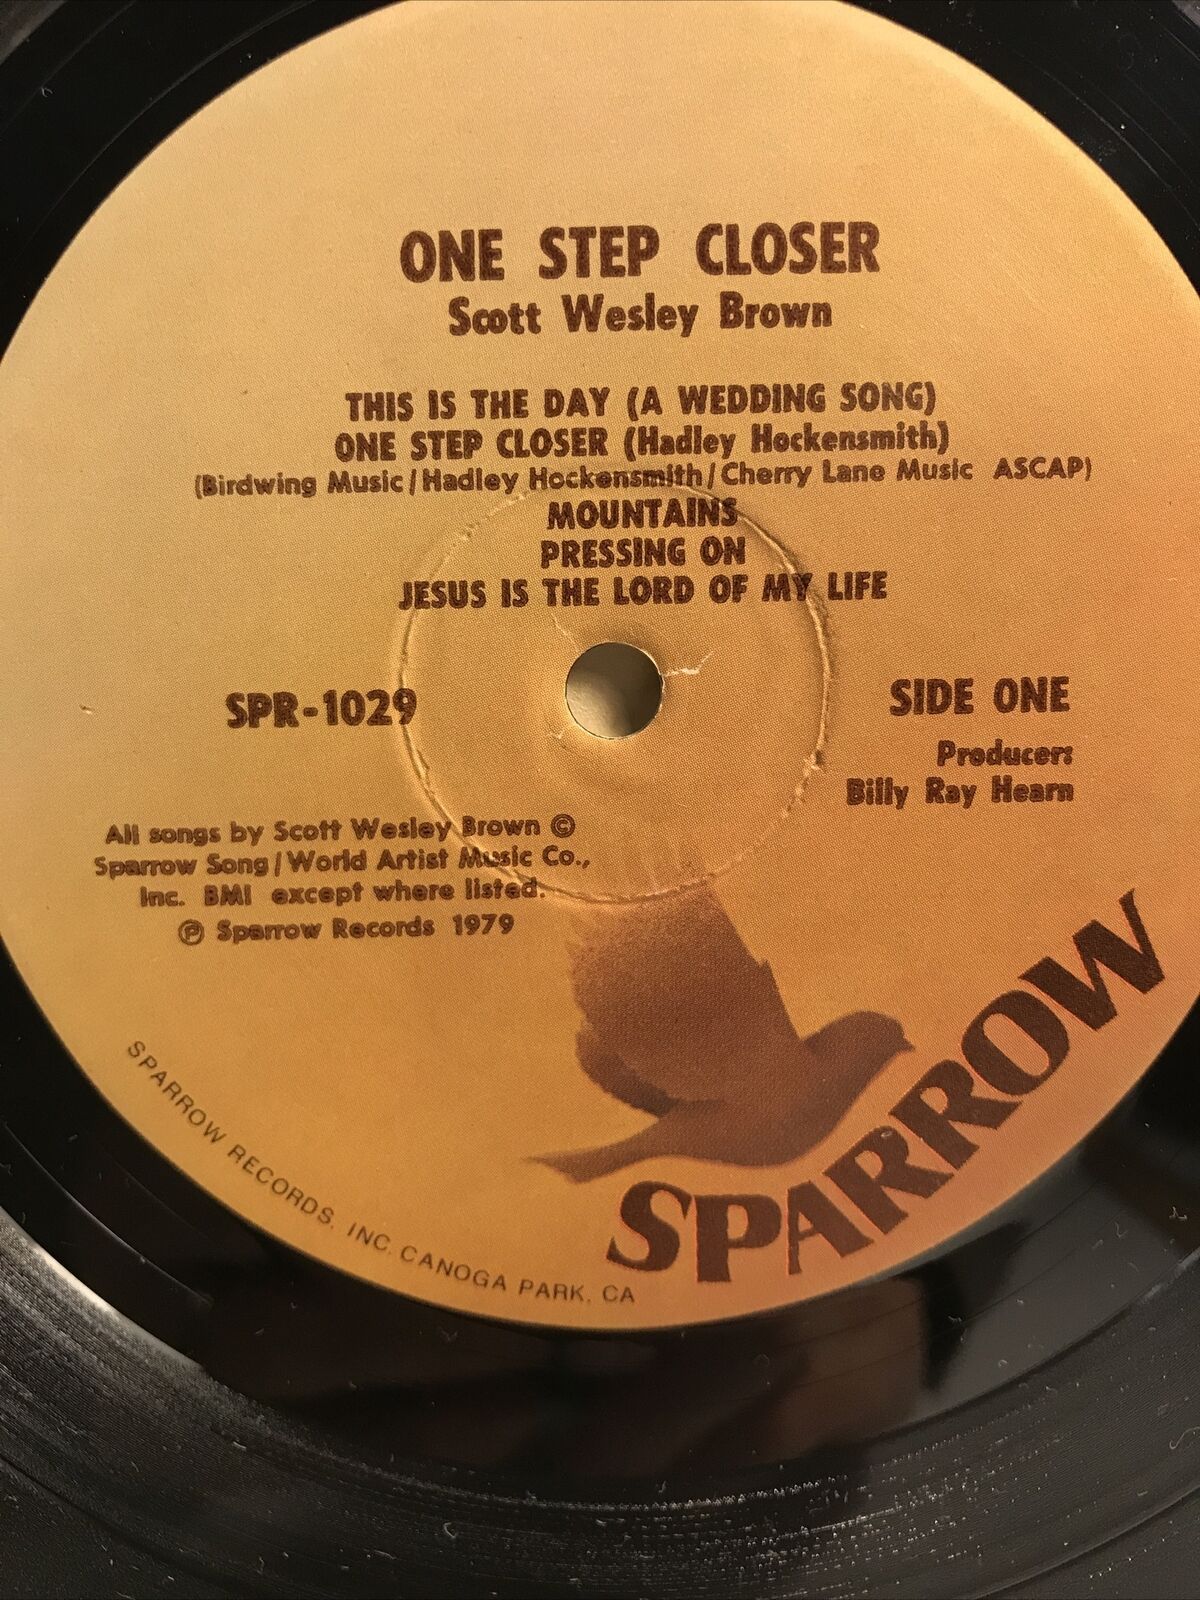 ONE STEP CLOSER
Scott Wesley Brown
THIS IS THE DAY (A WEDDING SONG)
ONE STEP CLOSER (Hadley Hockensmith)
(Birdwing Music/Hadley Hockensmith/Cherry Lane Music ASCAP)
MOUNTAINS
PRESSING ON
JESUS IS THE LORD OF MY LIFE
SPR-1029
SIDE ONE
Producer:
Billy Ray Hearn
All songs by Scott Wesley Brown ©
Sparrow Song/World Artist Music Co.,
Inc. BMI except where listed.
℗ Sparrow Records 1979
SPARROW RECORDS, INC. CANOGA PARK, CA
SPARROW